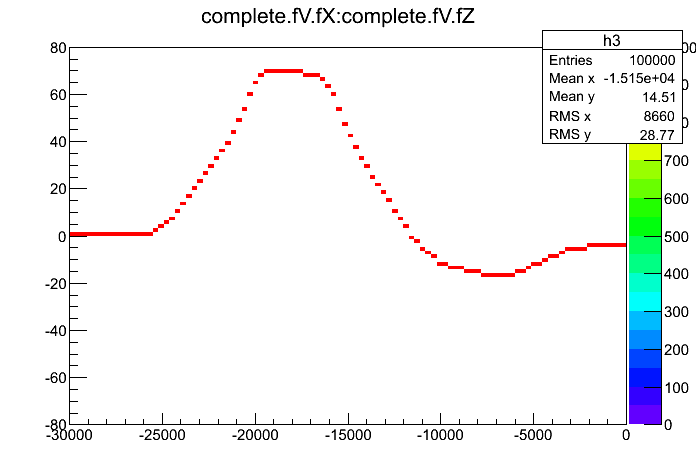 complete.fV.fX:complete.fV.fZ
h3
Entries 100000
Mean x -1.515e+04
Mean y 14.51
RMS x 8660
RMS y 28.77
80
60
40
20
0
-20
-40
-60
-80
-30000 -25000 -20000 -15000 -10000 -5000 0
700
600
500
400
300
200
100
0